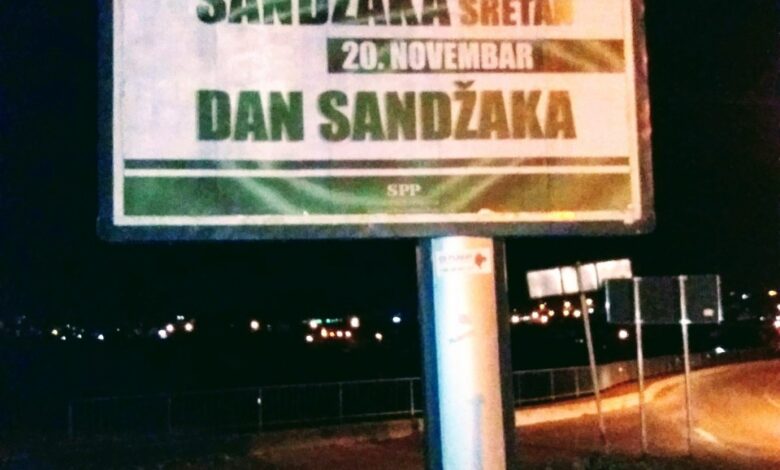 SANDŽAKA SRETAN
20. NOVEMBAR
DAN SANDŽAKA
SPP